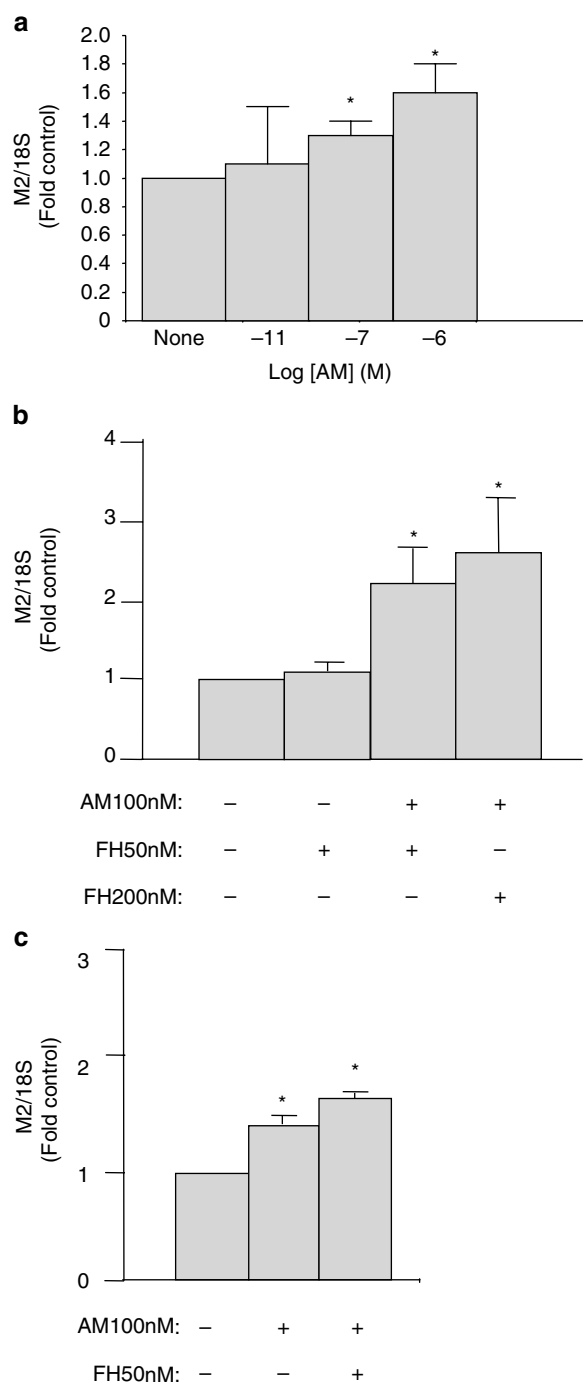 a
M2/18S
(Fold control)
2.0
1.8
1.6
1.4
1.2
1.0
0.8
0.6
0.4
0.2
0
* *
None –11 –7 –6
Log [AM] (M)
b
M2/18S
(Fold control)
4
3
2
1
0
* *
AM100nM: – – + +
FH50nM: – + + –
FH200nM: – – – +
c
M2/18S
(Fold control)
3
2
1
0
* *
AM100nM: – + +
FH50nM: – – +